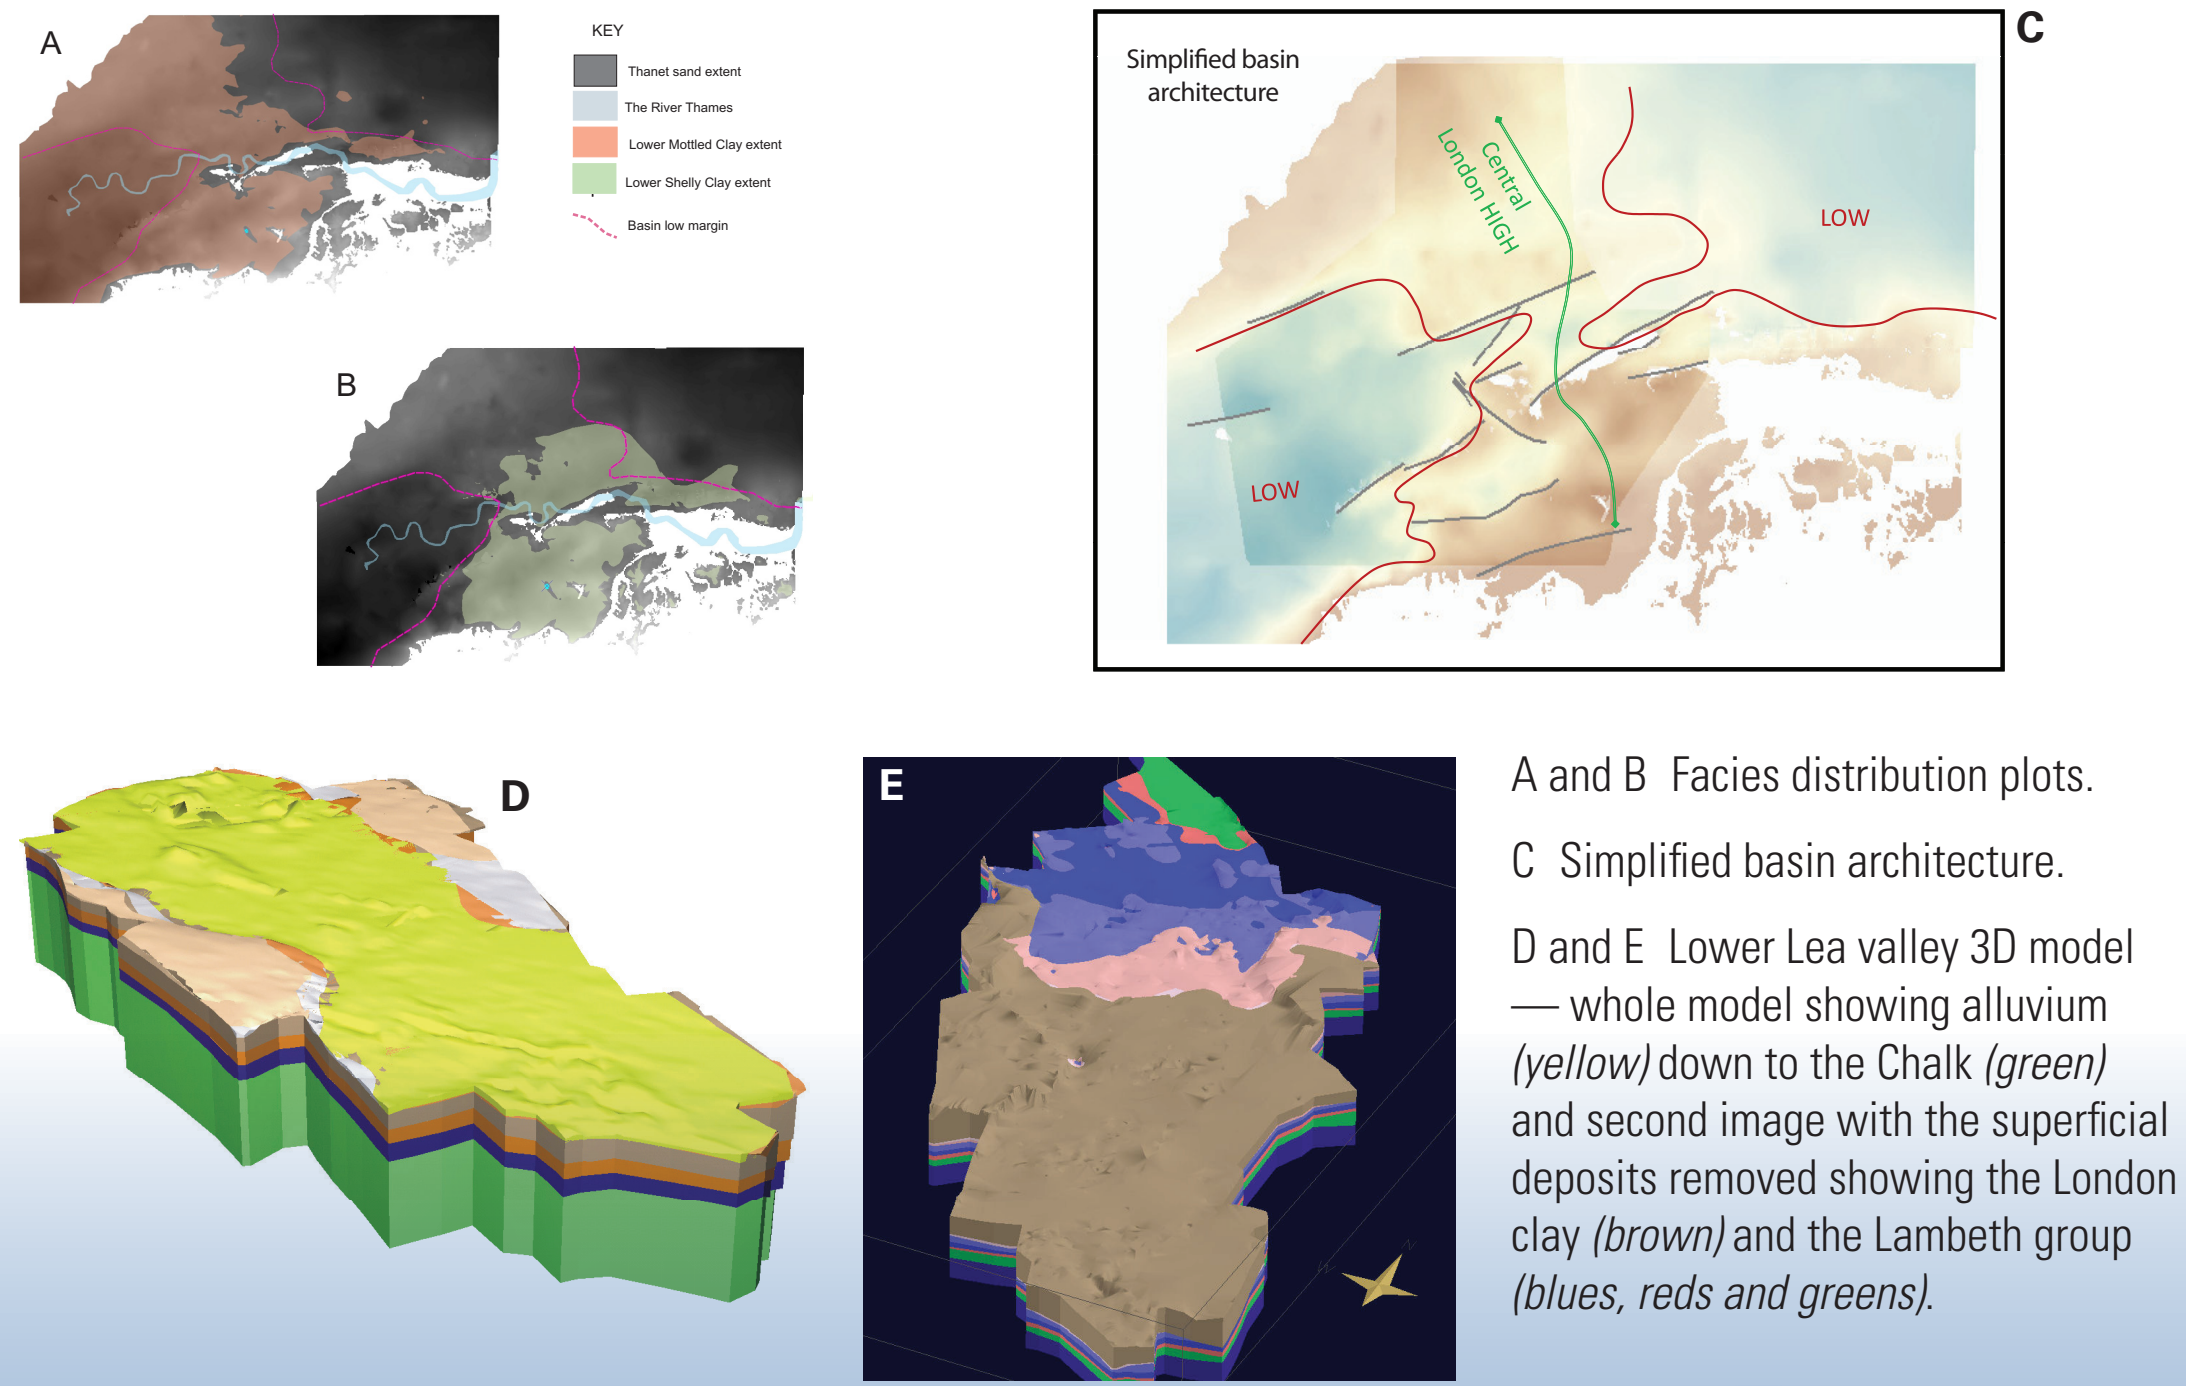 A
KEY
Thanet sand extent
The River Thames
Lower Mottled Clay extent
Lower Shelly Clay extent
Basin low margin
B
C
Simplified basin
architecture
Central
London HIGH
LOW
LOW
D
E
N
W
A and B Facies distribution plots.
C Simplified basin architecture.
D and E Lower Lea valley 3D model
— whole model showing alluvium
(yellow) down to the Chalk (green)
and second image with the superficial
deposits removed showing the London
clay (brown) and the Lambeth group
(blues, reds and greens).